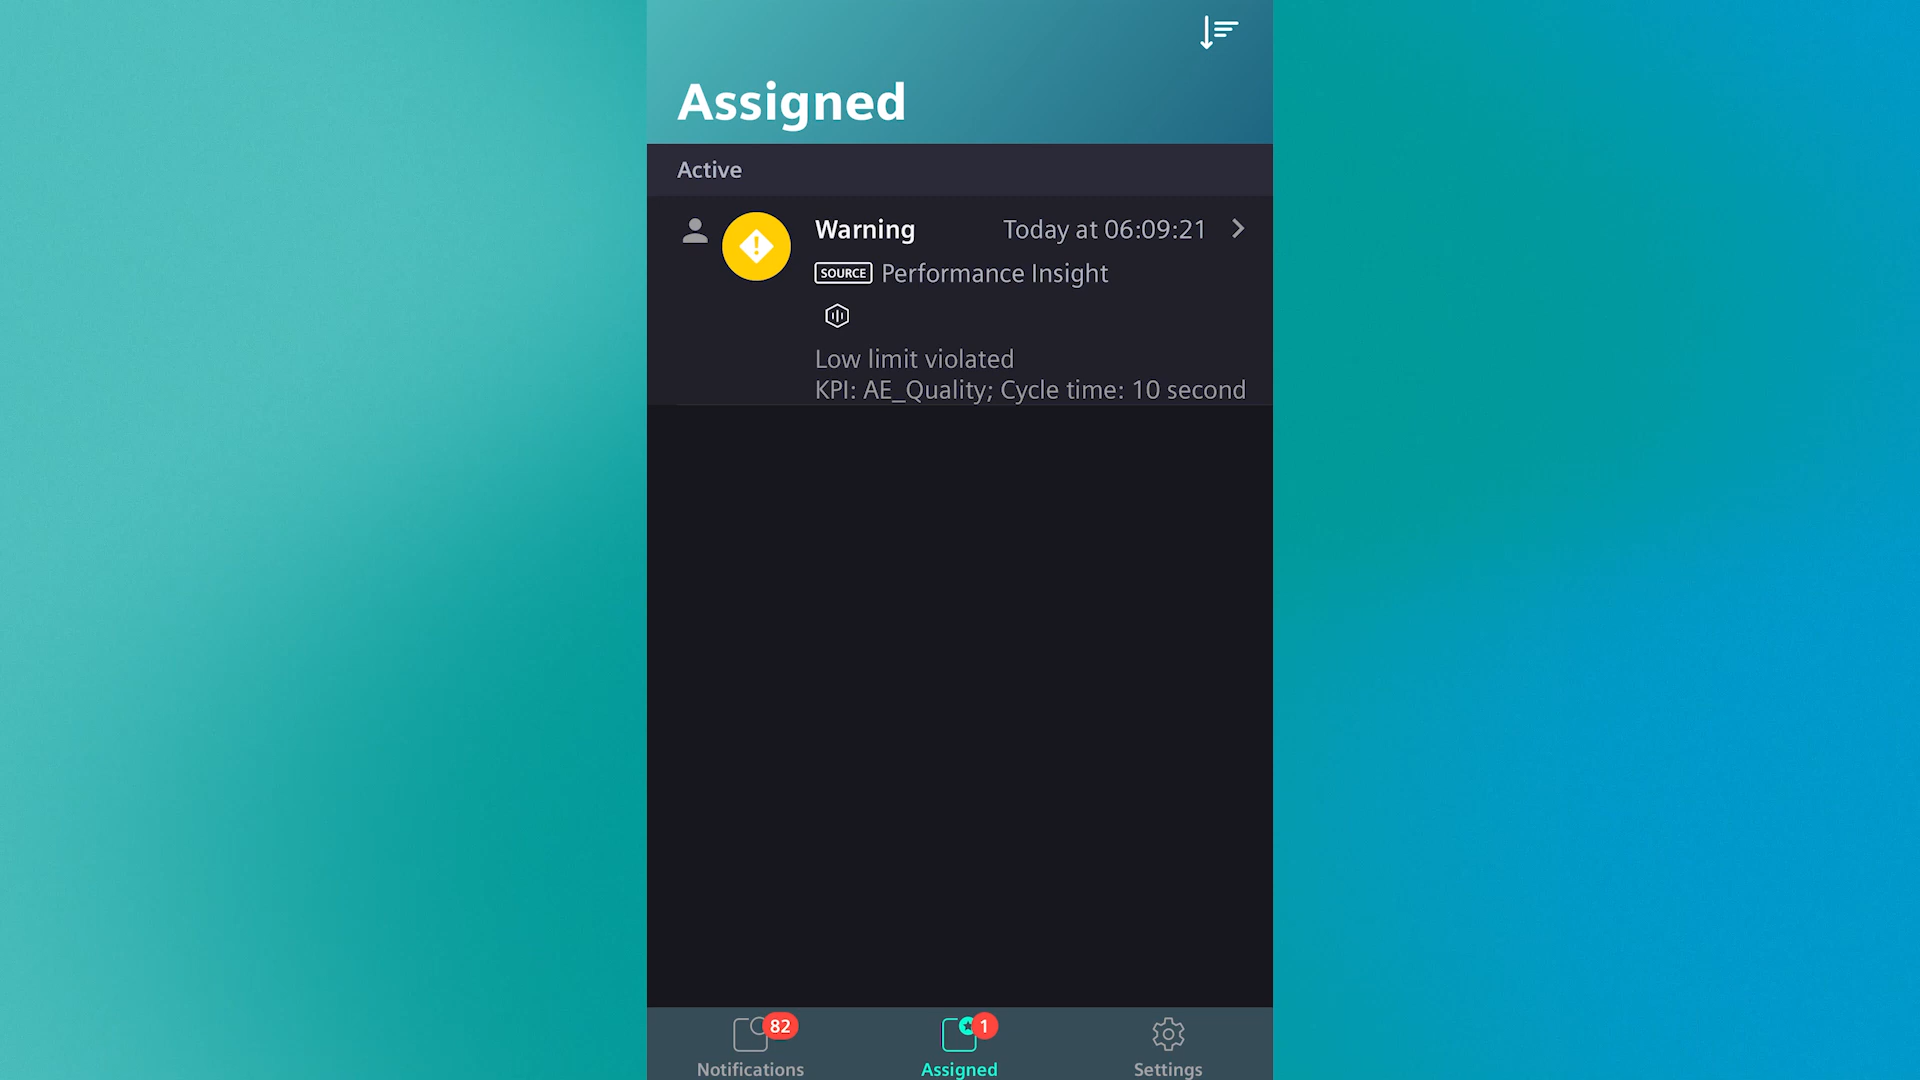 Assigned
Active
Warning Today at 06:09:21
SOURCE Performance Insight
Low limit violated
KPI: AE_Quality; Cycle time: 10 second
82 1
Notifications Assigned Settings